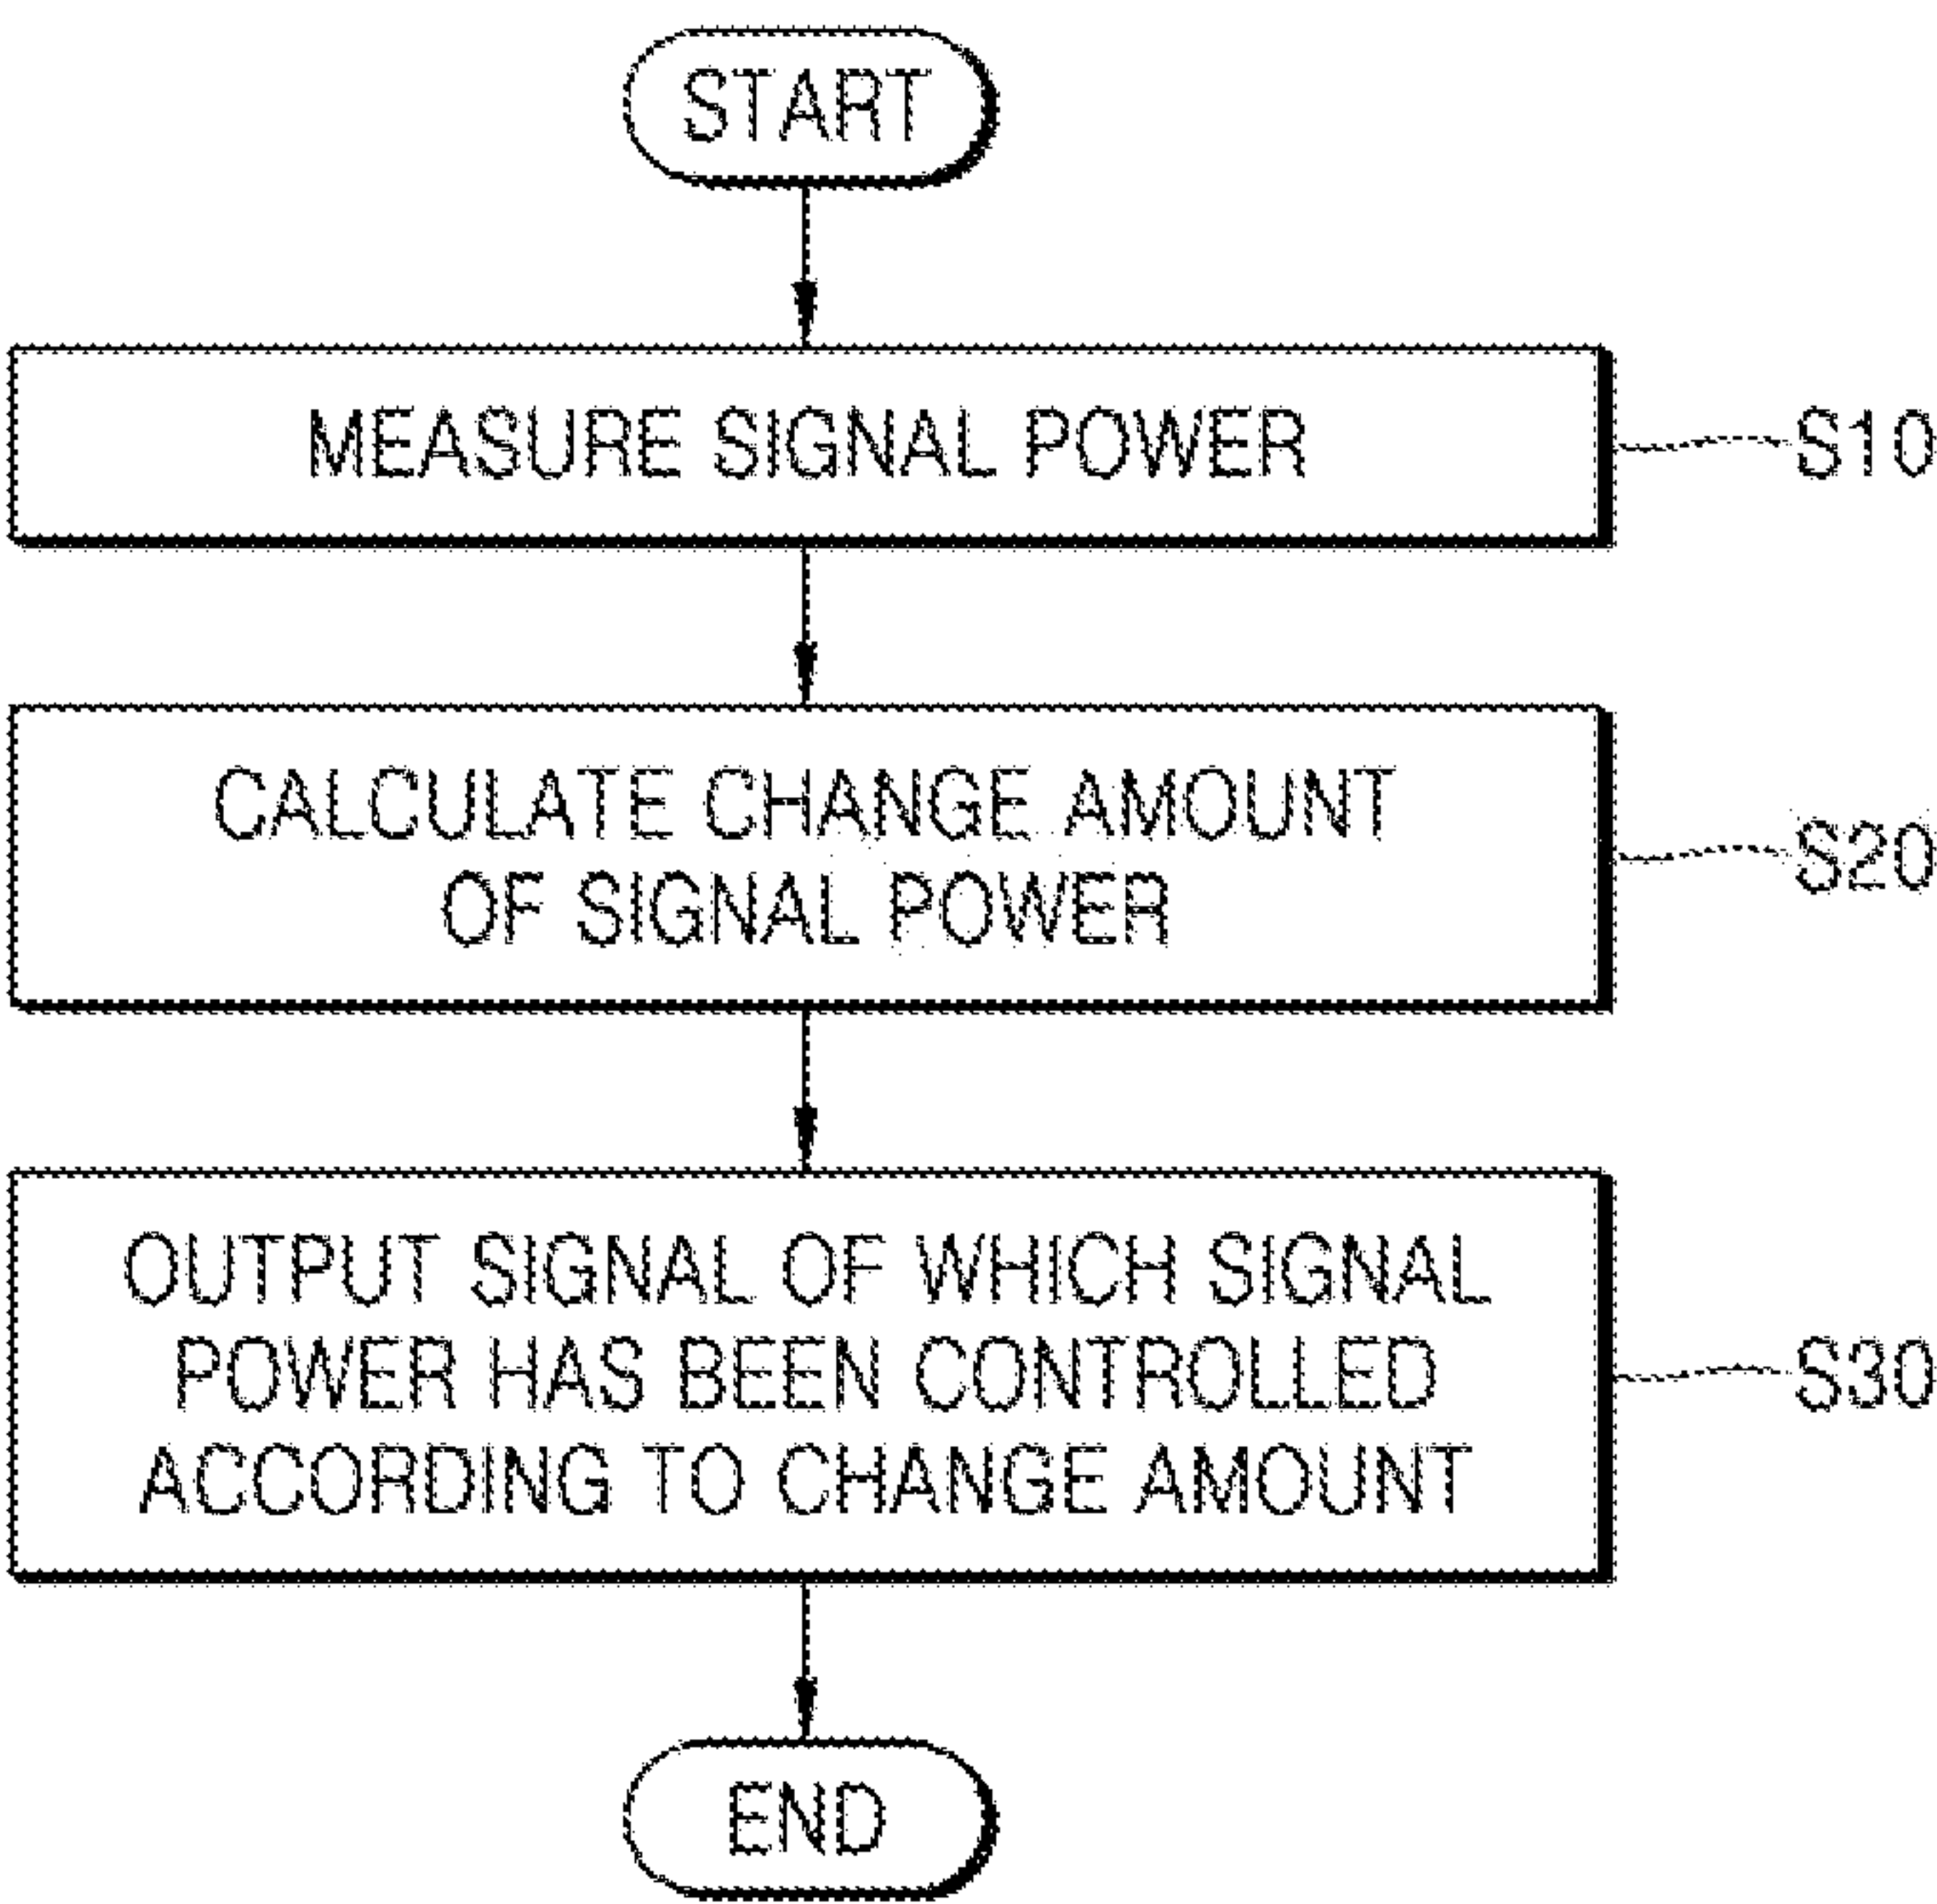 START
MEASURE SIGNAL POWER
S10
CALCULATE CHANGE AMOUNT
OF SIGNAL POWER
S20
OUTPUT SIGNAL OF WHICH SIGNAL
POWER HAS BEEN CONTROLLED
ACCORDING TO CHANGE AMOUNT
S30
END